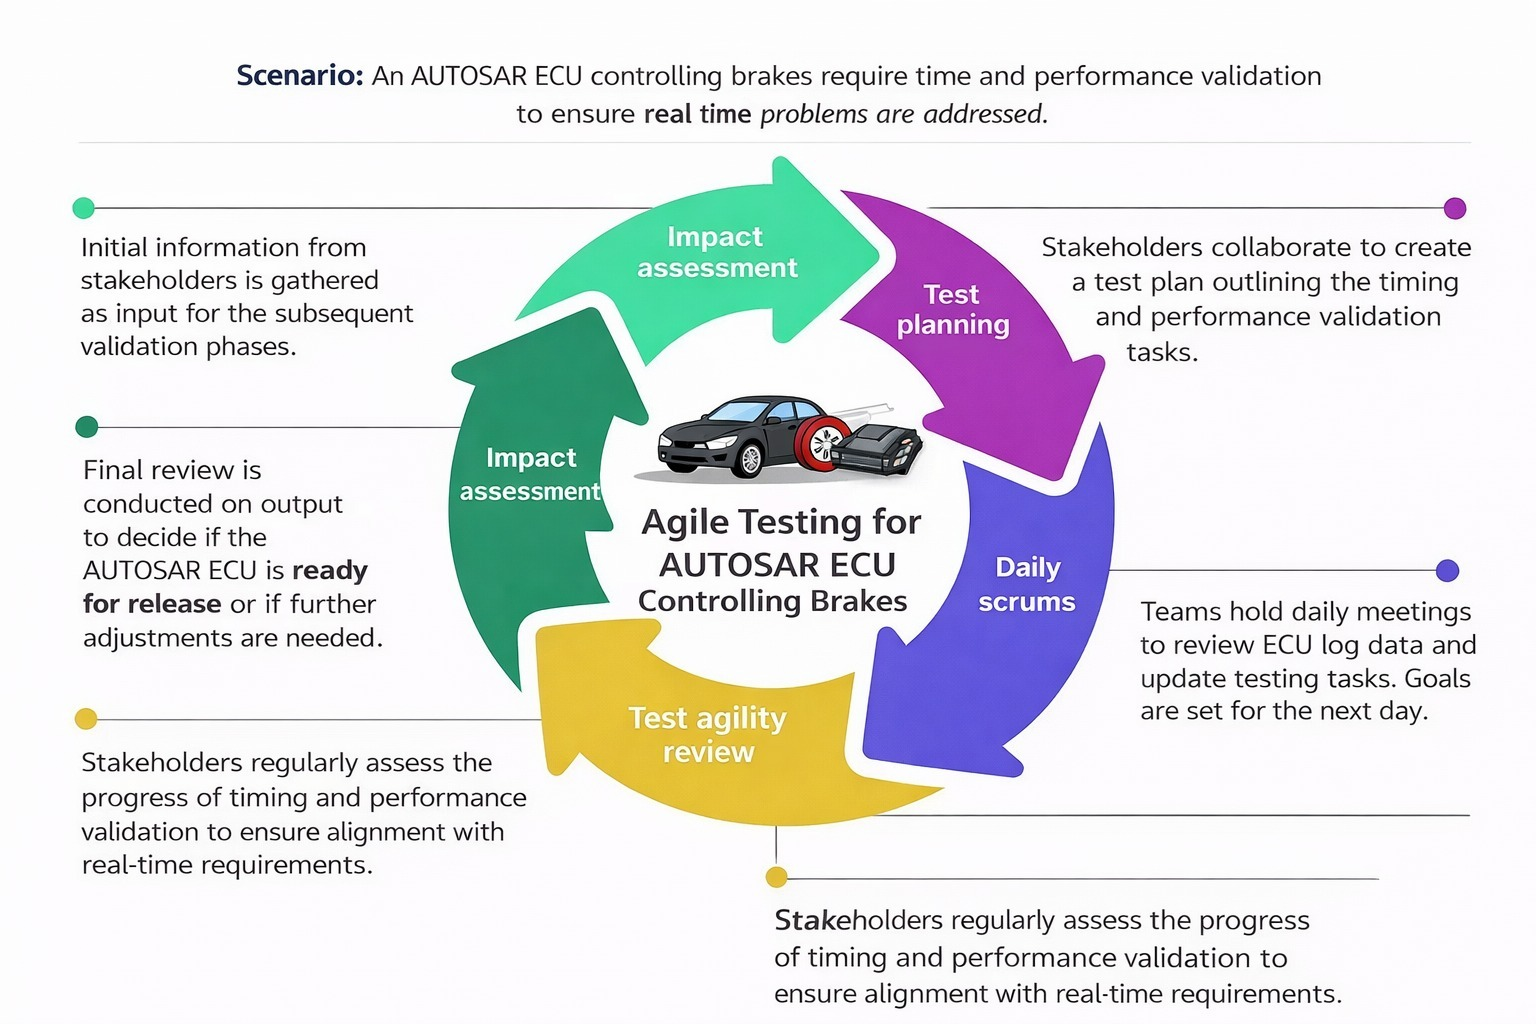 Scenario: An AUTOSAR ECU controlling brakes require time and performance validation
to ensure real time problems are addressed.
Impact
assessment
Initial information from
stakeholders is gathered
as input for the subsequent
validation phases.
Test
planning
Stakeholders collaborate to create
a test plan outlining the timing
and performance validation
tasks.
Impact
assessment
Final review is
conducted on output
to decide if the
AUTOSAR ECU is ready
for release or if further
adjustments are needed.
Agile Testing for
AUTOSAR ECU
Controlling Brakes
Daily
scrums
Teams hold daily meetings
to review ECU log data and
update testing tasks. Goals
are set for the next day.
Test agility
review
Stakeholders regularly assess the
progress of timing and performance
validation to ensure alignment with
real-time requirements.
Stakeholders regularly assess the progress
of timing and performance validation to
ensure alignment with real-time requirements.